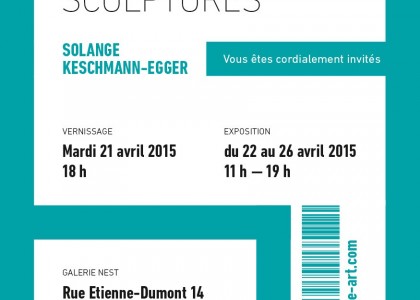 SCULPTURES
SOLANGE
KESCHMANN-EGGER
Vous êtes cordialement invités
VERNISSAGE
Mardi 21 avril 2015
18 h
EXPOSITION
du 22 au 26 avril 2015
11 h — 19 h
GALERIE NEST
Rue Etienne-Dumont 14
e-art.com